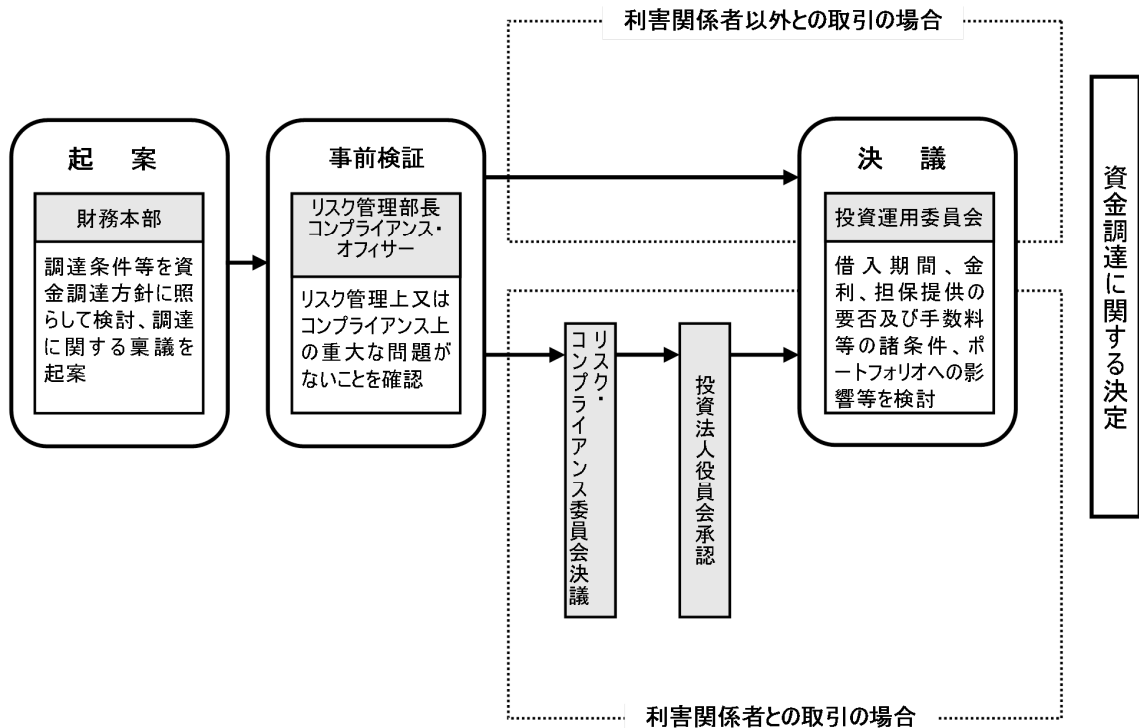 利害関係者以外との取引の場合
起　案
財務本部
調達条件等を資
金調達方針に照
らして検討、調達
に関する稟議を
起案
事前検証
リスク管理部長
コンプライアンス・
オフィサー
リスク管理上又は
コンプライアンス上
の重大な問題が
ないことを確認
リスク・
コンプライアンス委員会決議
投資法人役員会承認
決　議
投資運用委員会
借入期間、金
利、担保提供の
要否及び手数料
等の諸条件、ポ
ートフォリオへの影
響等を検討
資金調達に関する決定
利害関係者との取引の場合